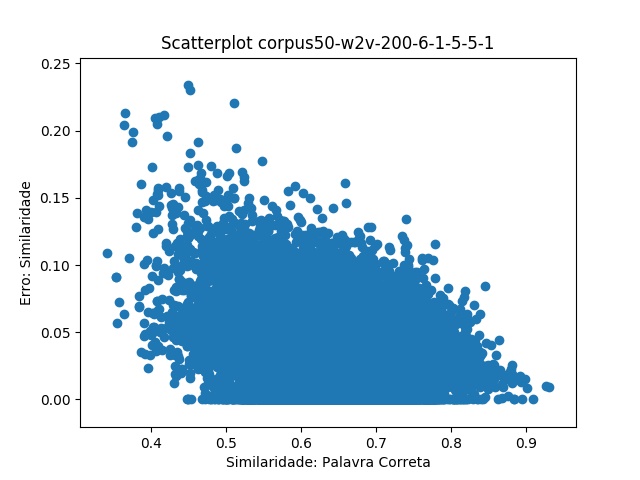 Scatterplot corpus50-w2v-200-6-1-5-5-1
0.25
0.20
0.15
0.10
0.05
0.00
Erro: Similaridade
0.4 0.5 0.6 0.7 0.8 0.9
Similaridade: Palavra Correta